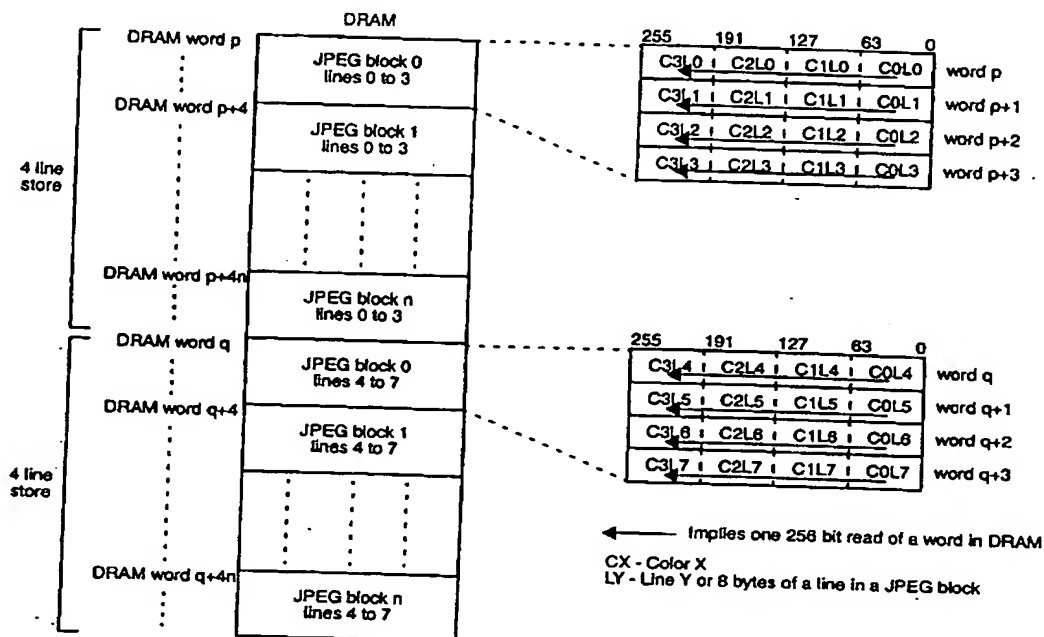 DRAM
DRAM word p
JPEG block 0
lines 0 to 3
DRAM word p+4
JPEG block 1
lines 0 to 3
4 line
store
DRAM word p+4n
JPEG block n
lines 0 to 3
DRAM word q
JPEG block 0
lines 4 to 7
DRAM word q+4
JPEG block 1
lines 4 to 7
4 line
store
DRAM word q+4n
JPEG block n
lines 4 to 7
255 191 127 63 0
C3L0 C2L0 C1L0 C0L0 word p
C3L1 C2L1 C1L1 C0L1 word p+1
C3L2 C2L2 C1L2 C0L2 word p+2
C3L3 C2L3 C1L3 C0L3 word p+3
255 191 127 63 0
C3L4 C2L4 C1L4 C0L4 word q
C3L5 C2L5 C1L5 C0L5 word q+1
C3L6 C2L6 C1L6 C0L6 word q+2
C3L7 C2L7 C1L7 C0L7 word q+3
Implies one 256 bit read of a word in DRAM
CX - Color X
LY - Line Y or 8 bytes of a line in a JPEG block